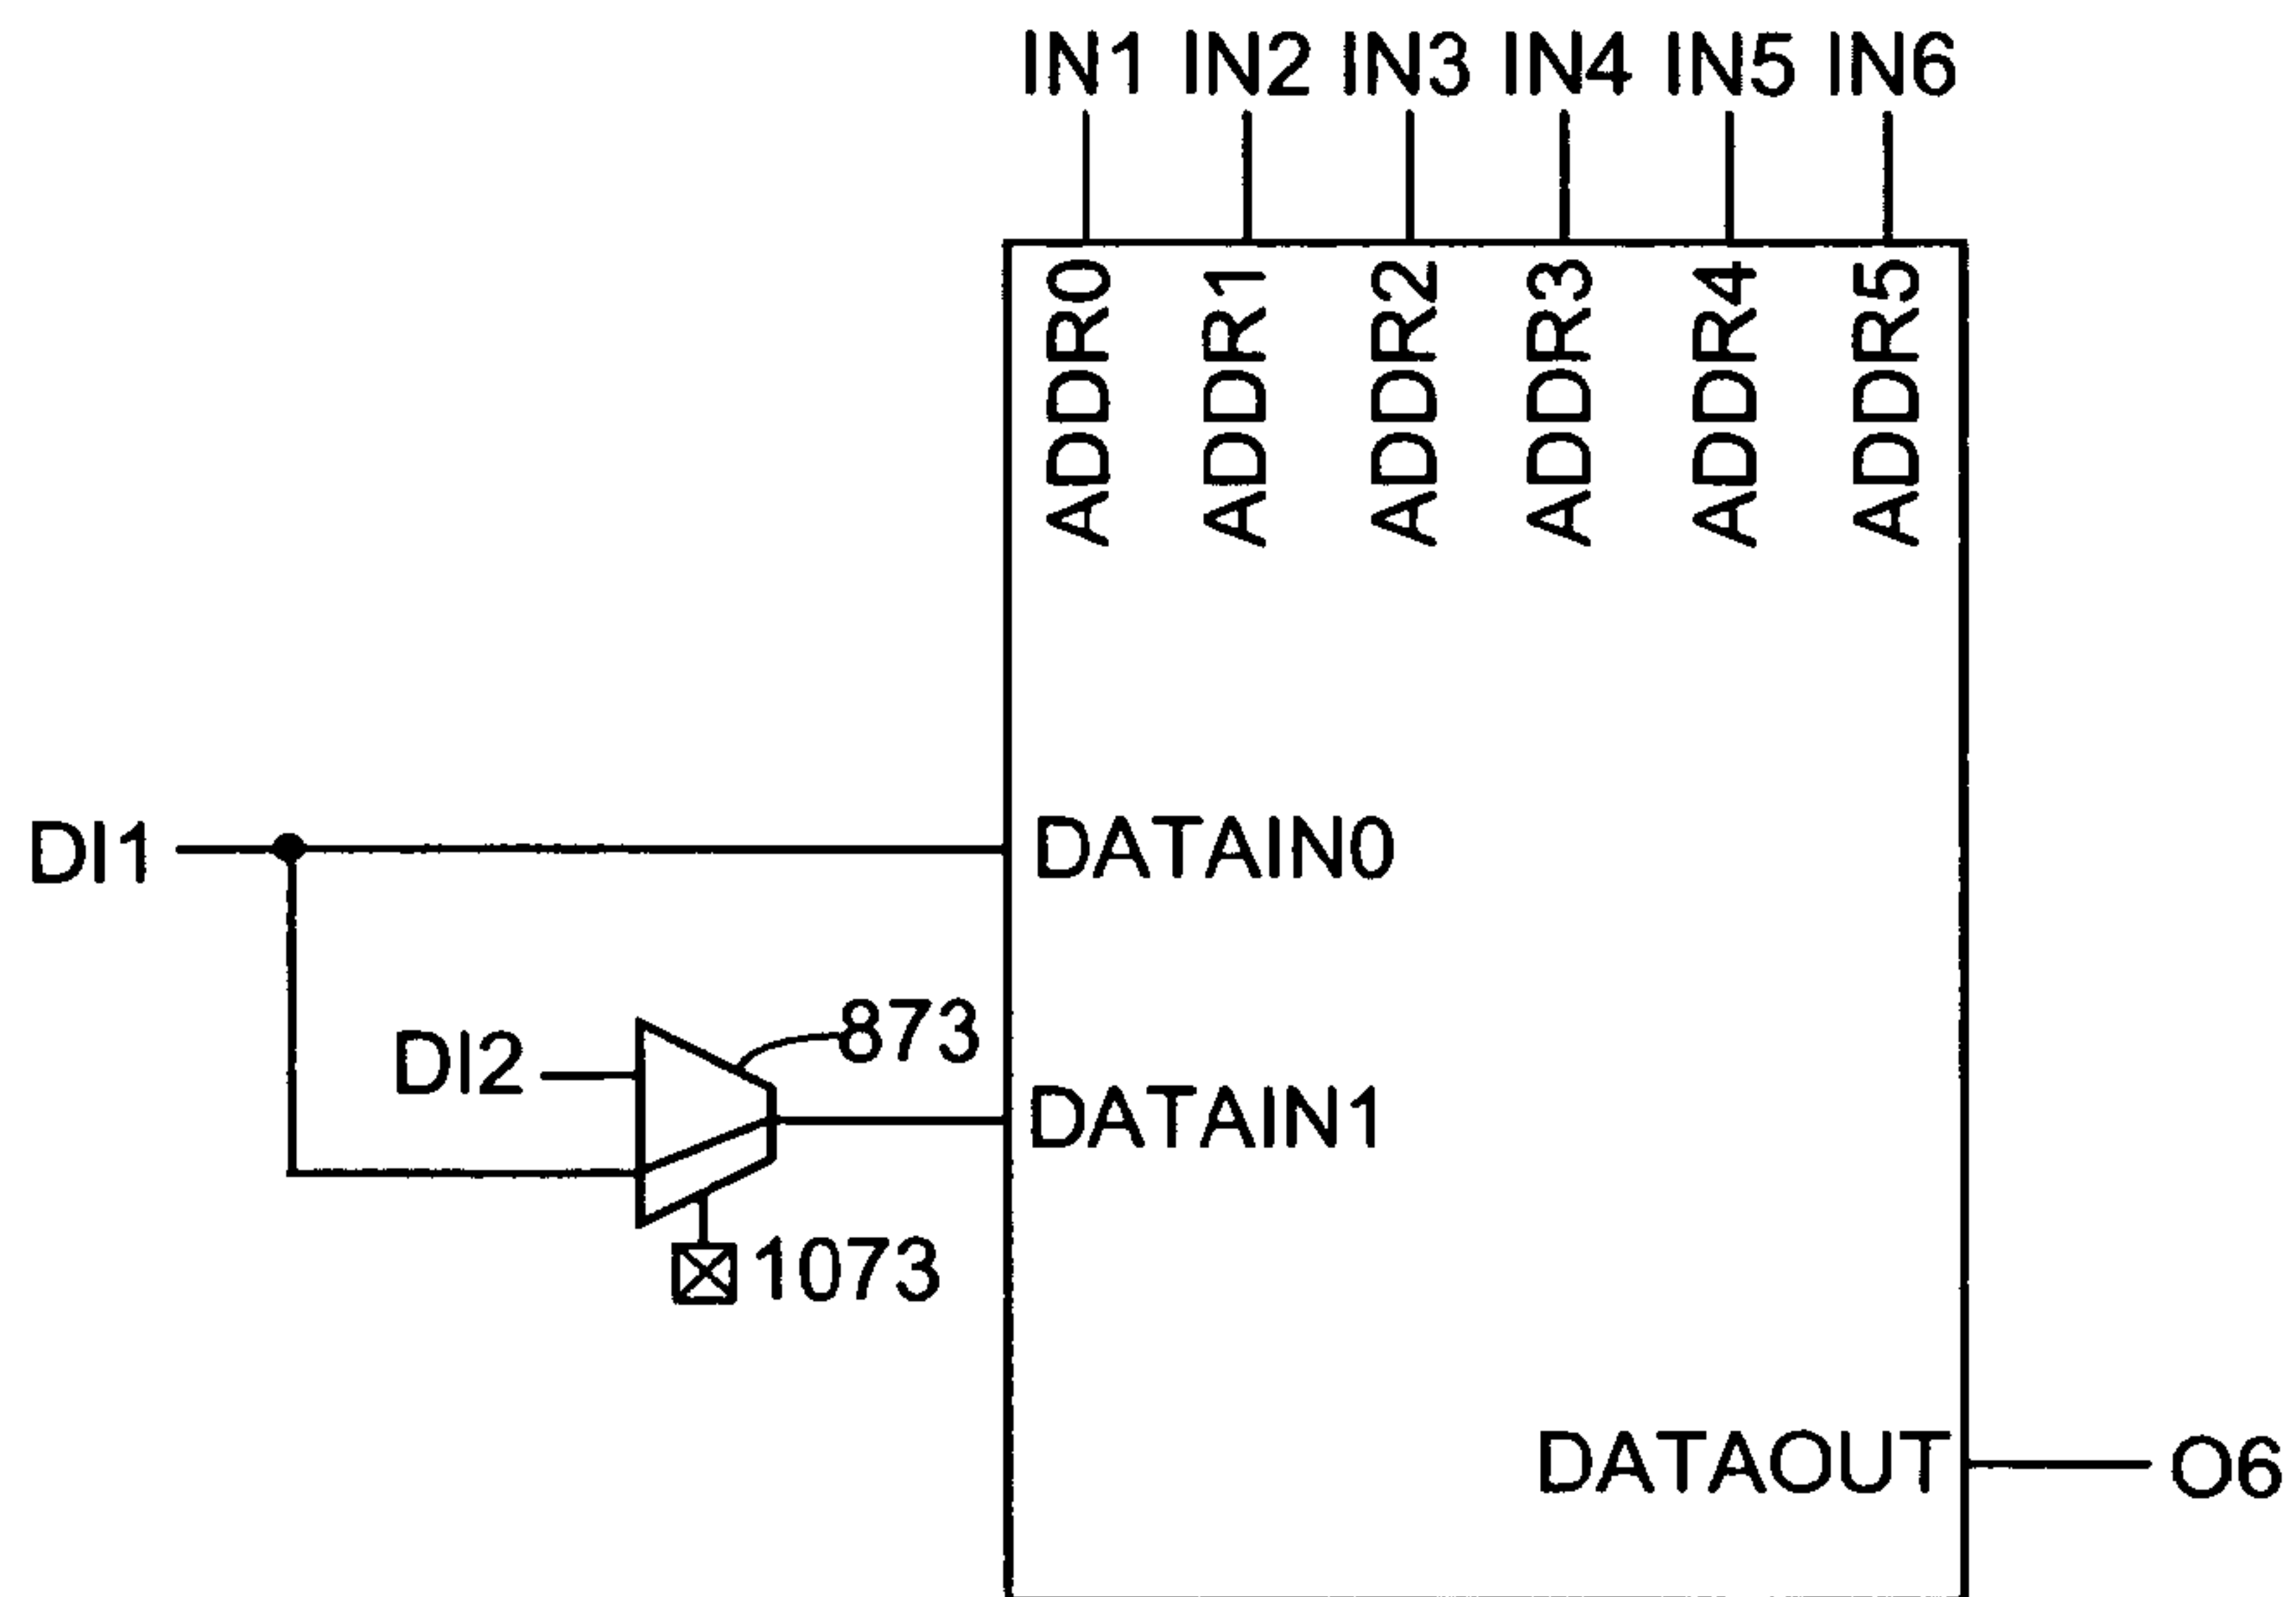 IN1 IN2 IN3 IN4 IN5 IN6
ADDR0 ADDR1 ADDR2 ADDR3 ADDR4 ADDR5
DI1 DATAIN0
873
DI2 DATAIN1
1073
DATAOUT O6